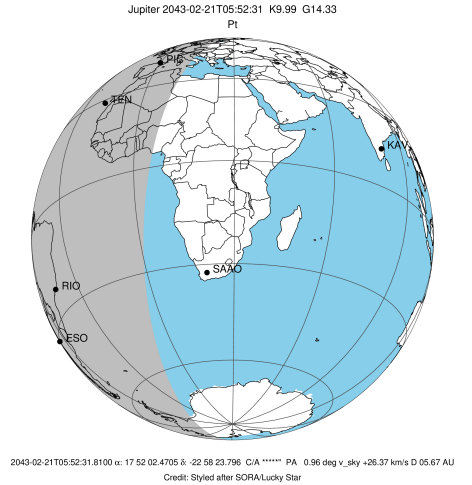 Jupiter 2043-02-21T05:52:31 K9.99 G14.33
Pt
PIC
TEN
KAV
SAAO
RIO
ESO
2043-02-21T05:52:31.8100 α: 17 52 02.4705 δ: -22 58 23.796 C/A *****" PA 0.96 deg v_sky +26.37 km/s D 05.67 AU
Credit: Styled after SORA/Lucky Star